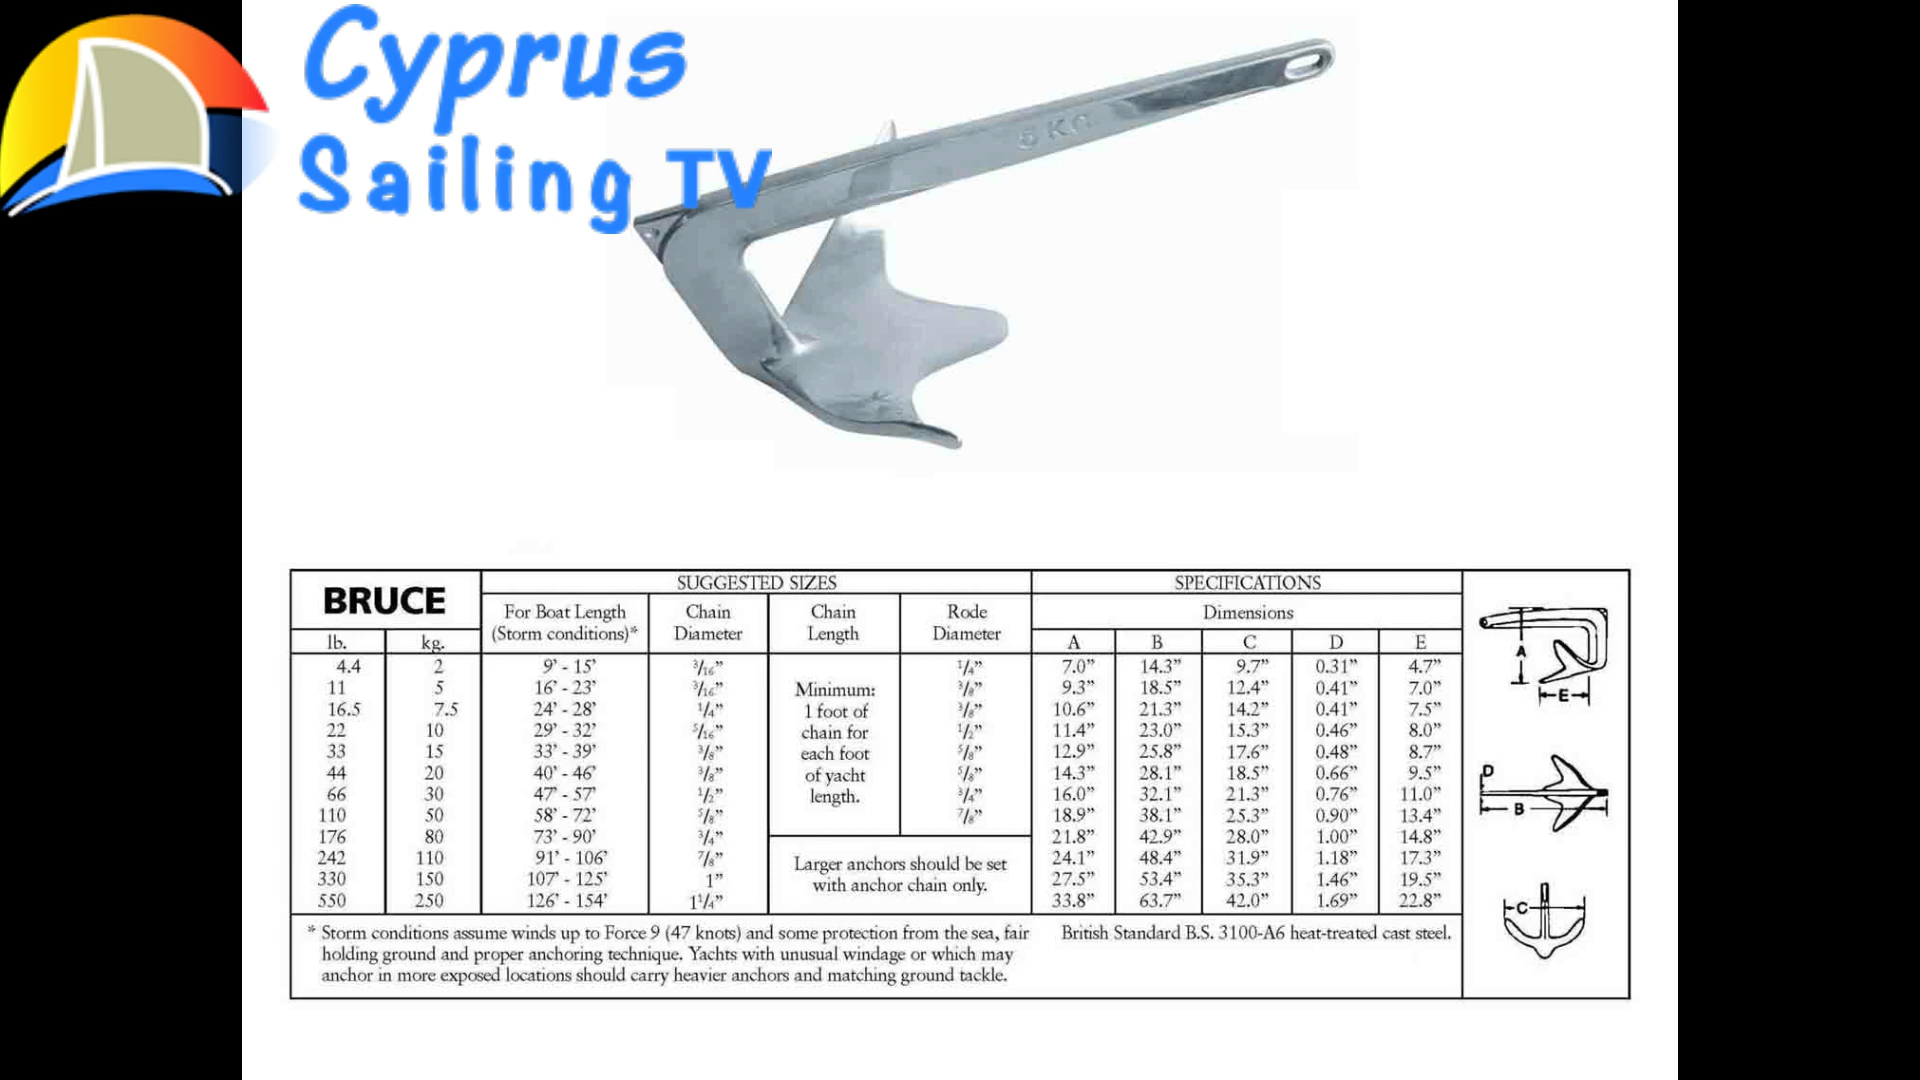 Cyprus
Sailing TV
5 KG
BRUCE
SUGGESTED SIZES
SPECIFICATIONS
For Boat Length
(Storm conditions)*
Chain
Diameter
Chain
Length
Rode
Diameter
Dimensions
lb. kg. A B C D E
4.4 2 9’ - 15’ 3/16” 1/4” 7.0” 14.3” 9.7” 0.31” 4.7”
11 5 16’ - 23’ 3/16” 3/8” 9.3” 18.5” 12.4” 0.41” 7.0”
16.5 7.5 24’ - 28’ 1/4” 3/8” 10.6” 21.3” 14.2” 0.41” 7.5”
22 10 29’ - 32’ 5/16” 1/2” 11.4” 23.0” 15.3” 0.46” 8.0”
33 15 33’ - 39’ 3/8” 5/8” 12.9” 25.8” 17.6” 0.48” 8.7”
44 20 40’ - 46’ 3/8” 5/8” 14.3” 28.1” 18.5” 0.66” 9.5”
66 30 47’ - 57’ 1/2” 3/4” 16.0” 32.1” 21.3” 0.76” 11.0”
110 50 58’ - 72’ 5/8” 7/8” 18.9” 38.1” 25.3” 0.90” 13.4”
176 80 73’ - 90’ 3/4” 21.8” 42.9” 28.0” 1.00” 14.8”
242 110 91’ - 106’ 7/8” 24.1” 48.4” 31.9” 1.18” 17.3”
330 150 107’ - 125’ 1” 27.5” 53.4” 35.3” 1.46” 19.5”
550 250 126’ - 154’ 1 1/4” 33.8” 63.7” 42.0” 1.69” 22.8”
Minimum:
1 foot of
chain for
each foot
of yacht
length.
Larger anchors should be set
with anchor chain only.
* Storm conditions assume winds up to Force 9 (47 knots) and some protection from the sea, fair
holding ground and proper anchoring technique. Yachts with unusual windage or which may
anchor in more exposed locations should carry heavier anchors and matching ground tackle.
British Standard B.S. 3100-A6 heat-treated cast steel.
A
E
D
B
C